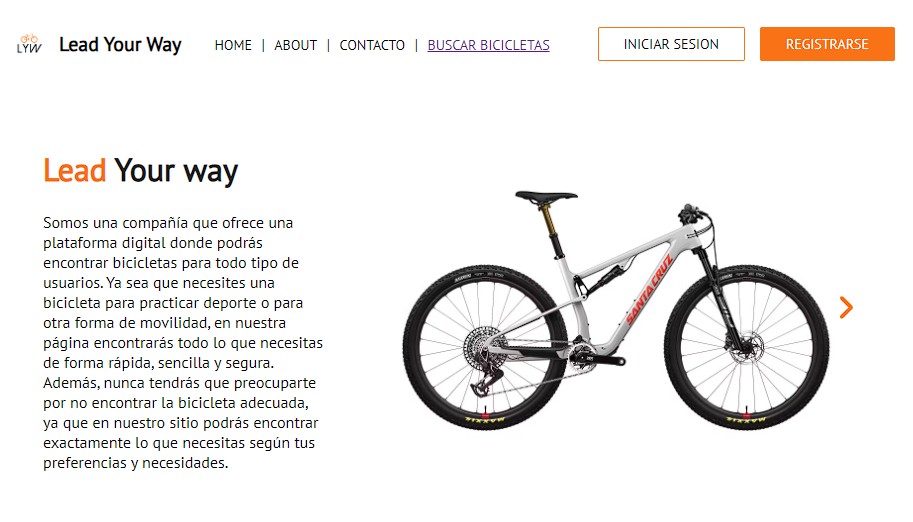 LYW
Lead Your Way
HOME | ABOUT | CONTACTO | BUSCAR BICICLETAS
INICIAR SESION
REGISTRARSE
Lead Your way
Somos una compañía que ofrece una
plataforma digital donde podrás
encontrar bicicletas para todo tipo de
usuarios. Ya sea que necesites una
bicicleta para practicar deporte o para
otra forma de movilidad, en nuestra
página encontrarás todo lo que necesitas
de forma rápida, sencilla y segura.
Además, nunca tendrás que preocuparte
por no encontrar la bicicleta adecuada,
ya que en nuestro sitio podrás encontrar
exactamente lo que necesitas según tus
preferencias y necesidades.
SANTA CRUZ
MAXXIS
MAXXIS